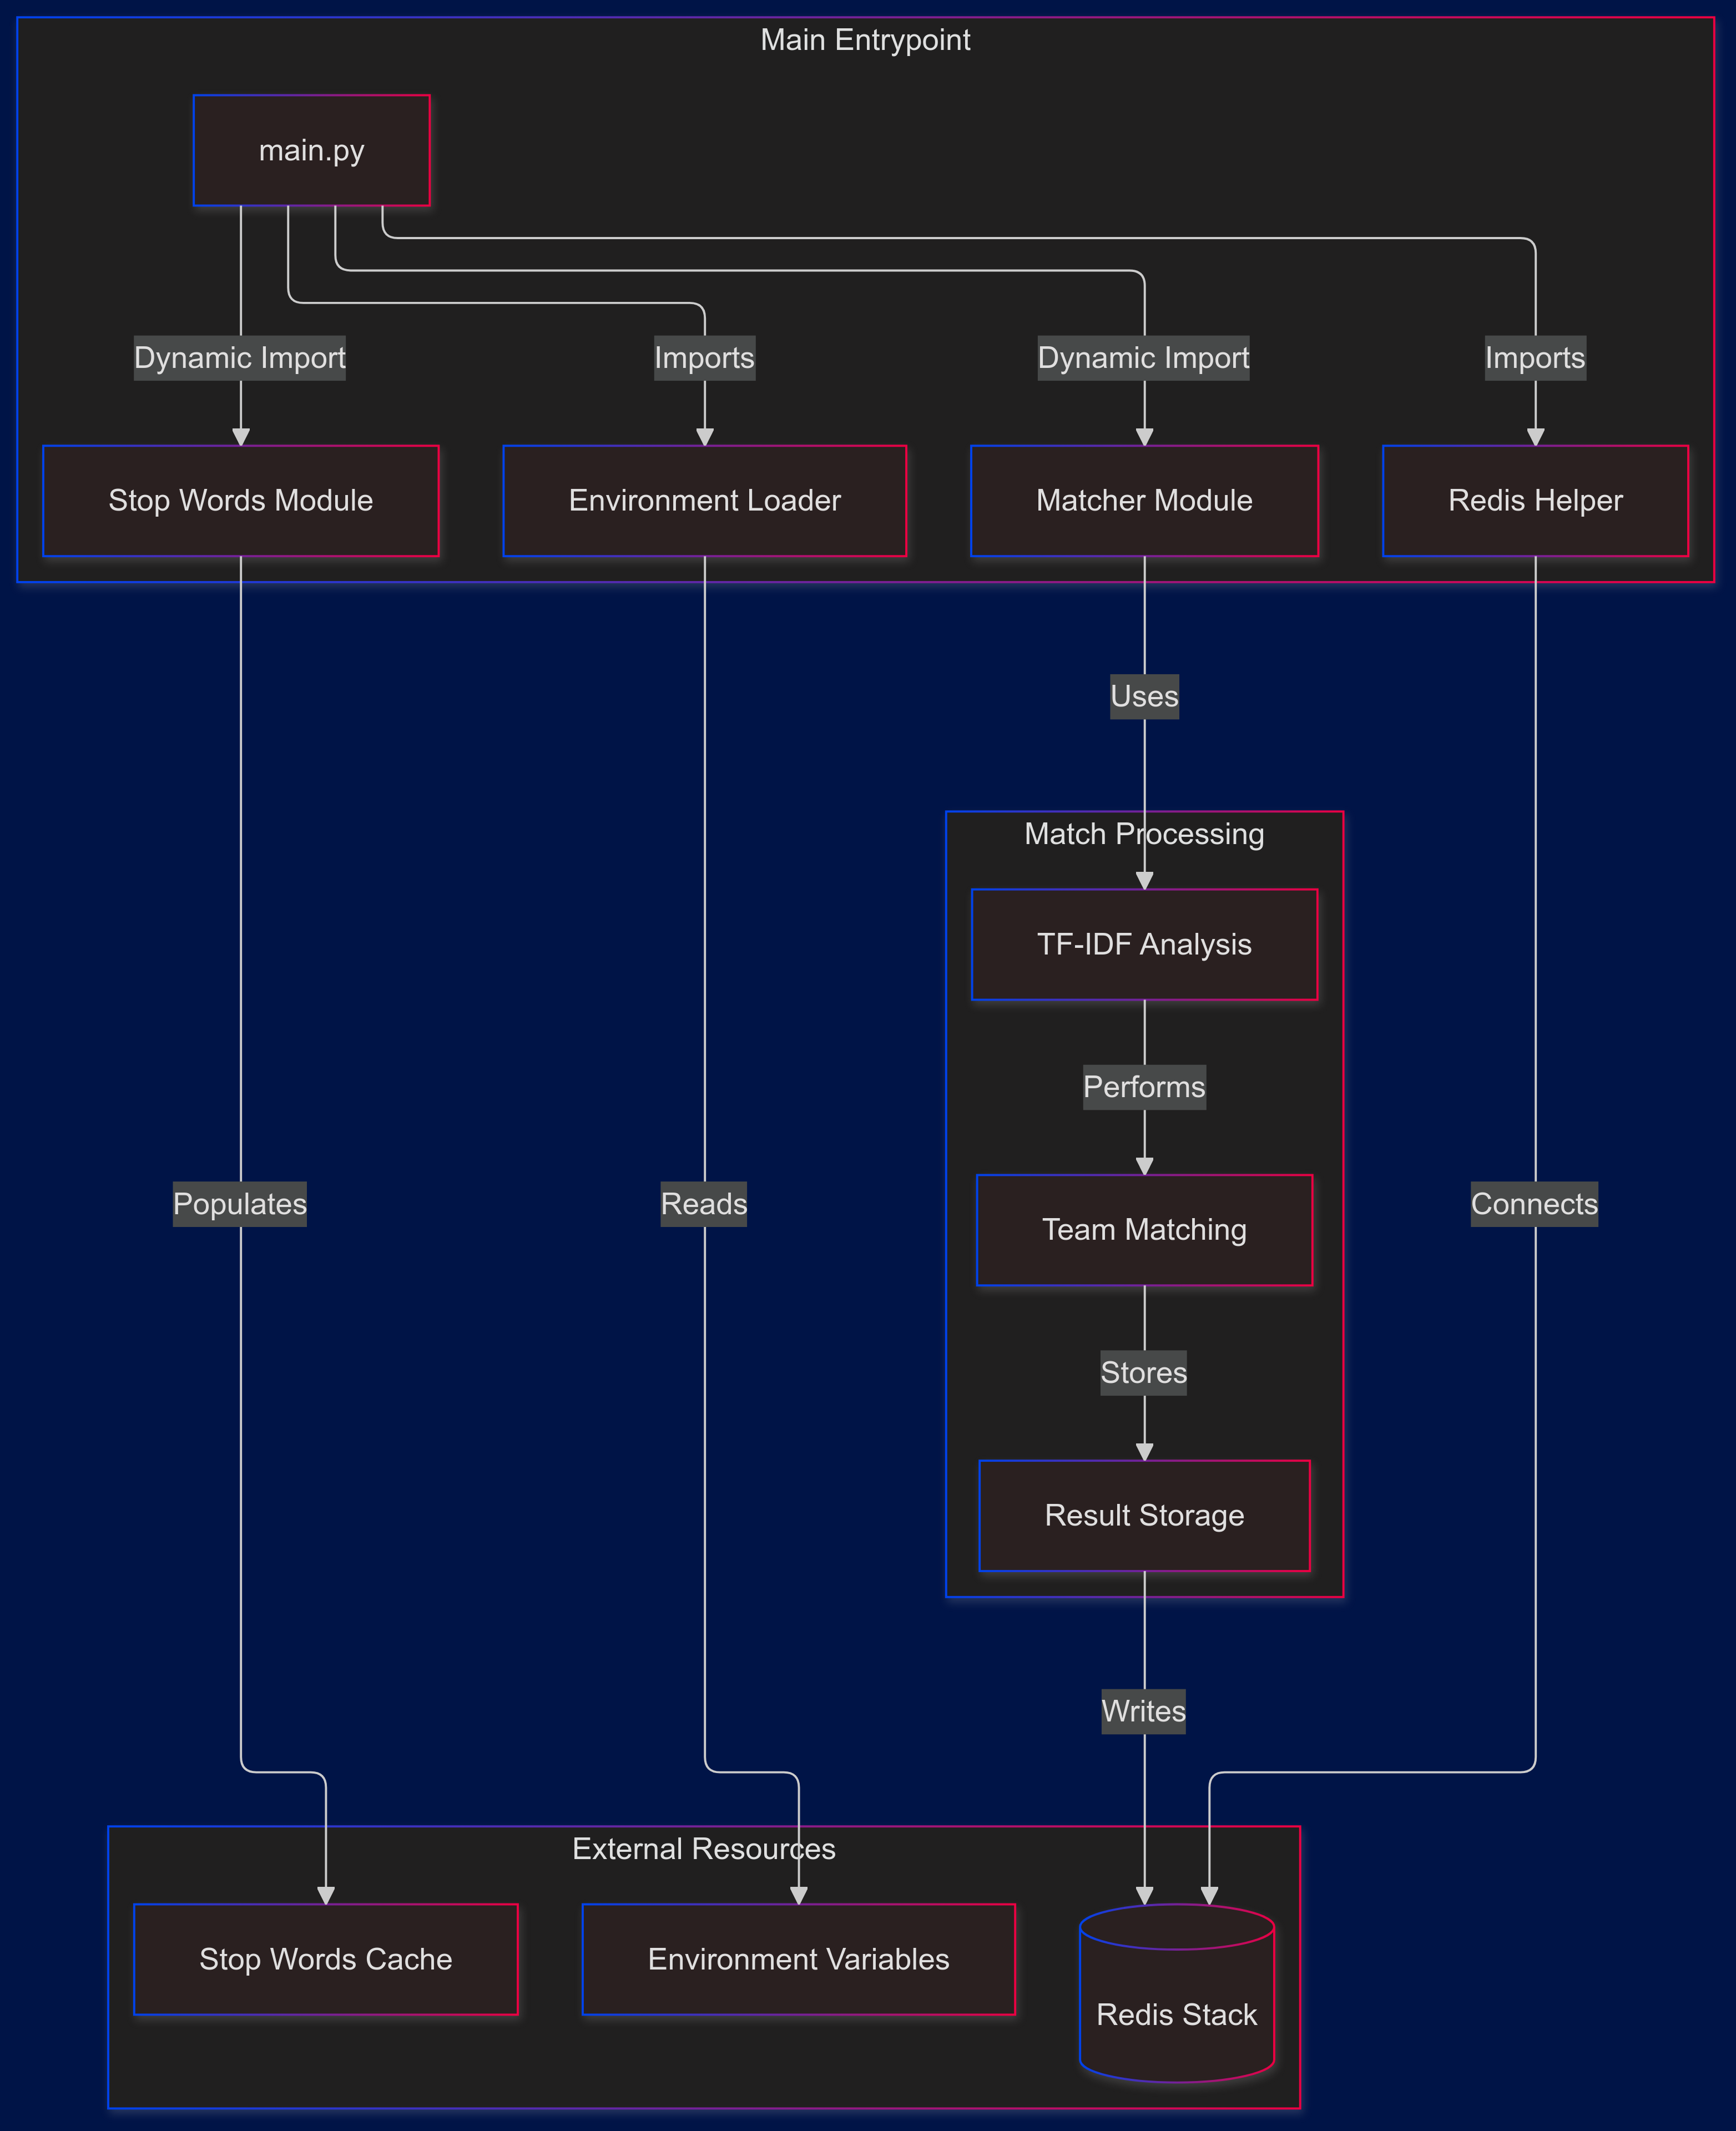 Main Entrypoint
main.py
Dynamic Import
Imports
Dynamic Import
Imports
Stop Words Module
Environment Loader
Matcher Module
Redis Helper
Uses
Match Processing
TF-IDF Analysis
Performs
Populates
Reads
Team Matching
Connects
Stores
Result Storage
Writes
External Resources
Stop Words Cache
Environment Variables
Redis Stack